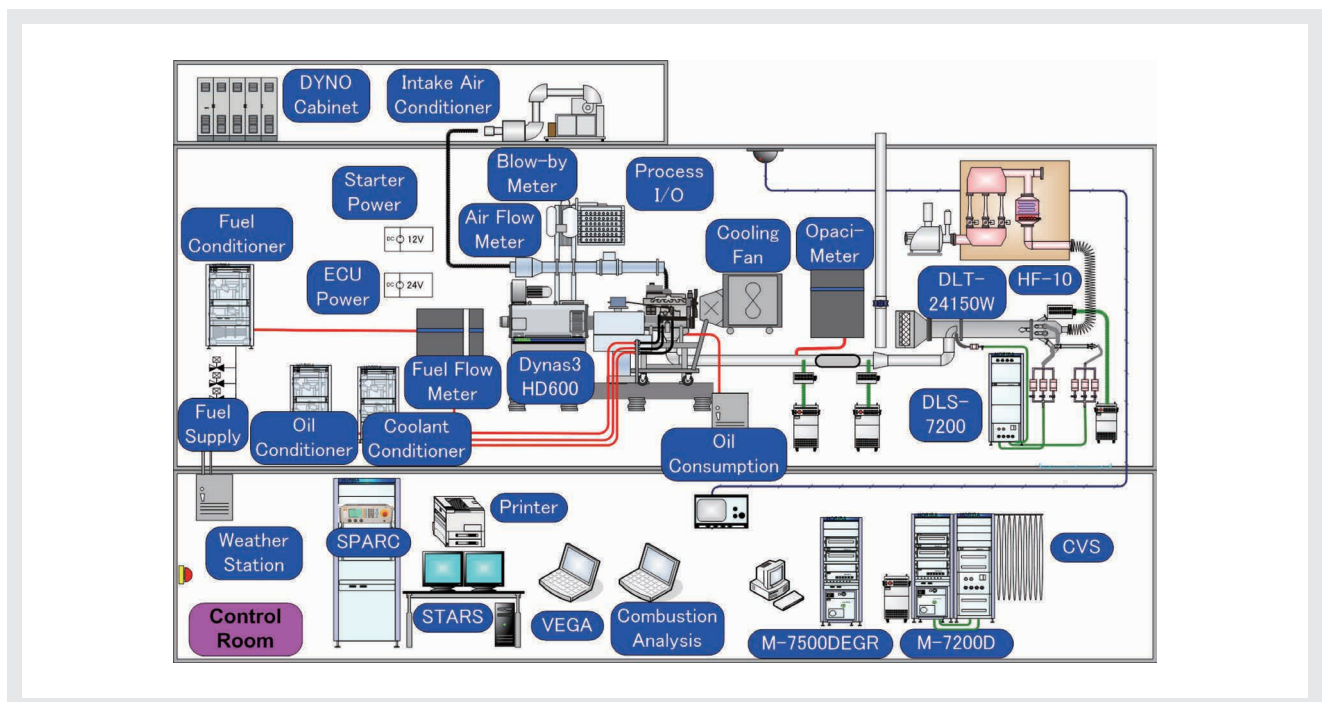 DYNO
Cabinet
Intake Air
Conditioner
Blow-by
Meter
Process
I/O
Starter
Power
DC
12V
Air Flow
Meter
Fuel
Conditioner
Cooling
Fan
Opaci-
Meter
ECU
Power
DC
24V
DLT-
24150W
HF-10
Fuel Flow
Meter
Dynas3
HD600
DLS-
7200
Fuel
Supply
Oil
Conditioner
Coolant
Conditioner
Oil
Consumption
Weather
Station
SPARC
Printer
CVS
Control
Room
STARS
VEGA
Combustion
Analysis
M-7500DEGR
M-7200D